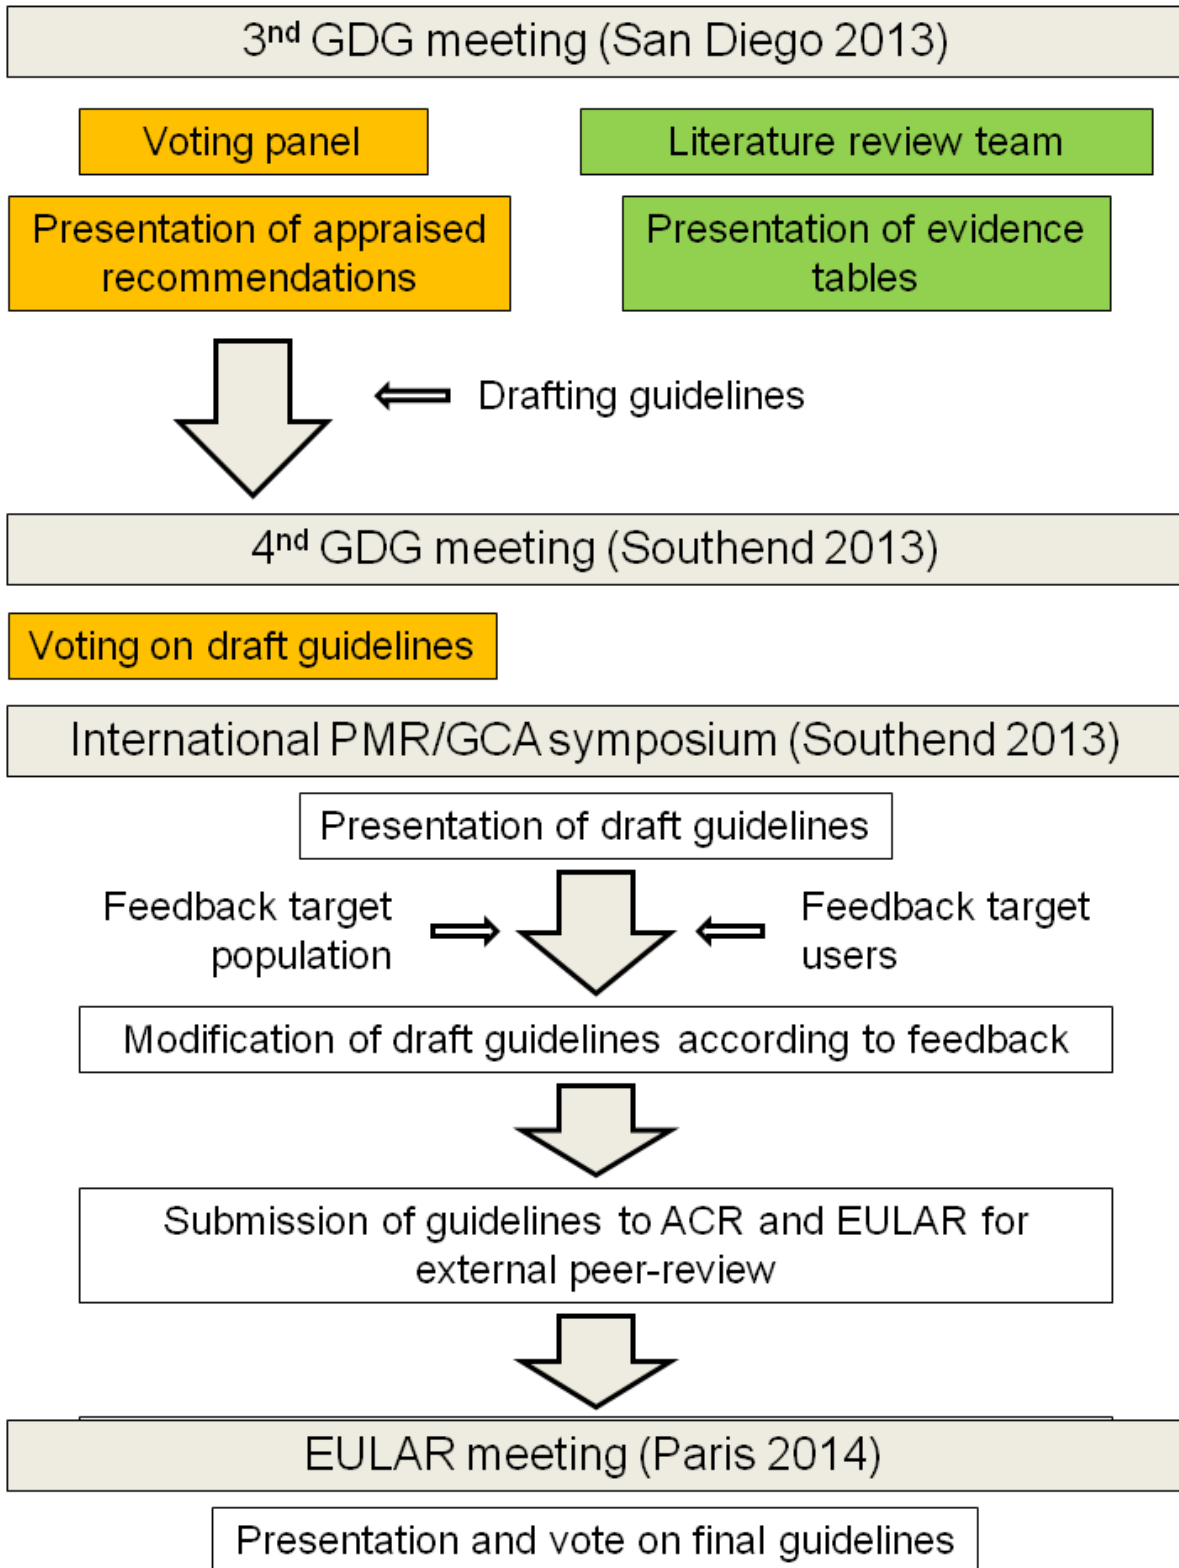 3nd GDG meeting (San Diego 2013)
Voting panel
Literature review team
Presentation of appraised
recommendations
Presentation of evidence
tables
Drafting guidelines
4nd GDG meeting (Southend 2013)
Voting on draft guidelines
International PMR/GCA symposium (Southend 2013)
Presentation of draft guidelines
Feedback target
population
Feedback target
users
Modification of draft guidelines according to feedback
Submission of guidelines to ACR and EULAR for
external peer-review
EULAR meeting (Paris 2014)
Presentation and vote on final guidelines